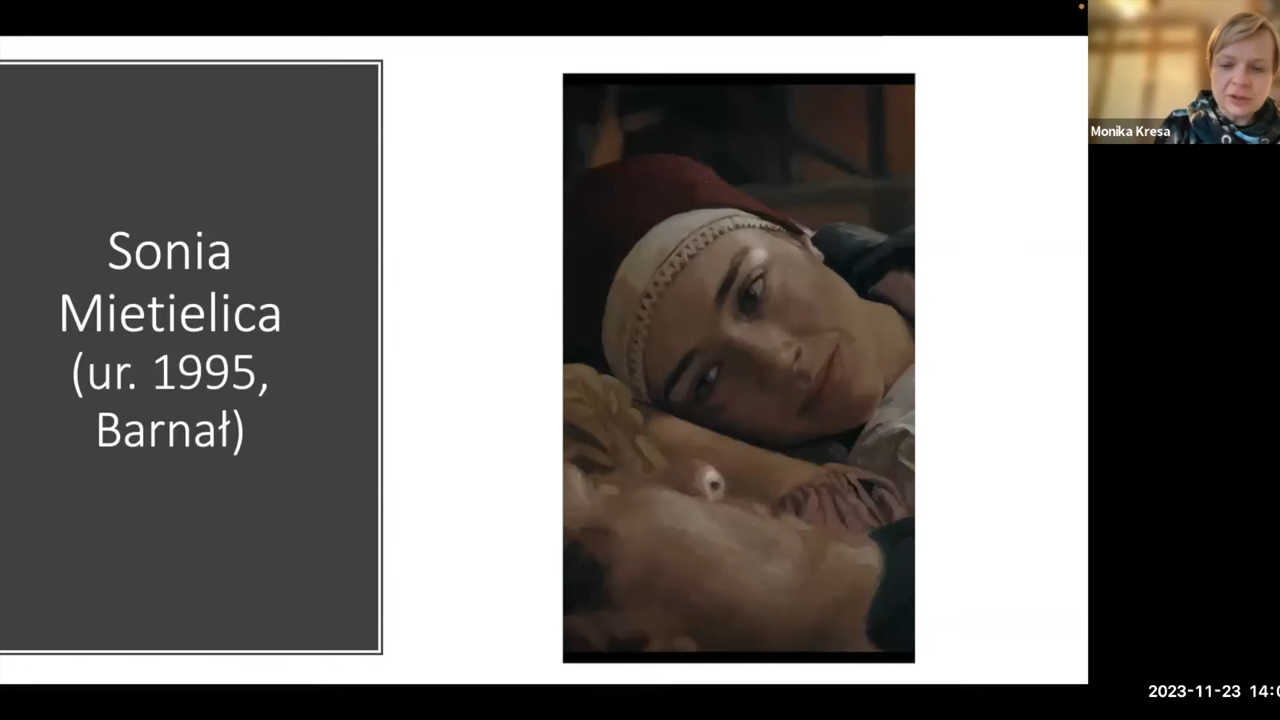 Sonia
Mietielica
(ur. 1995,
Barnał)
Monika Kresa
2023-11-23 14:0